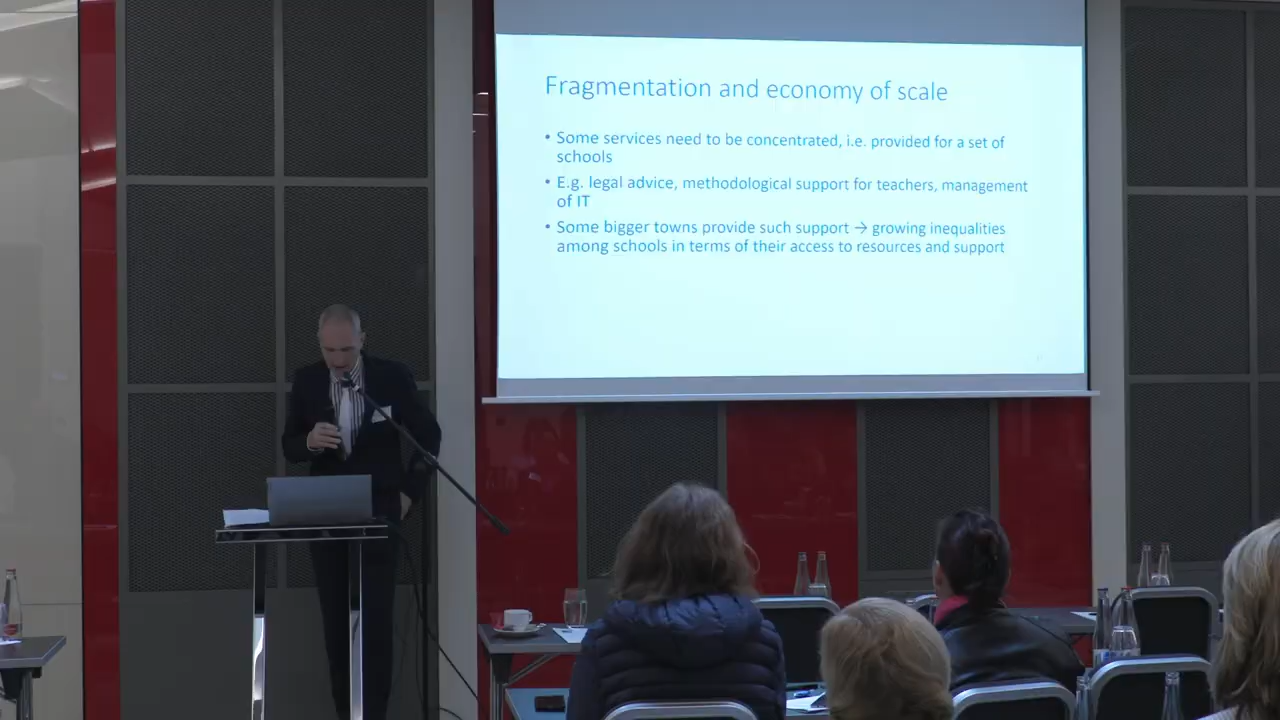 Fragmentation and economy of scale
• Some services need to be concentrated, i.e. provided for a set of
schools
• E.g. legal advice, methodological support for teachers, management
of IT
• Some bigger towns provide such support → growing inequalities
among schools in terms of their access to resources and support